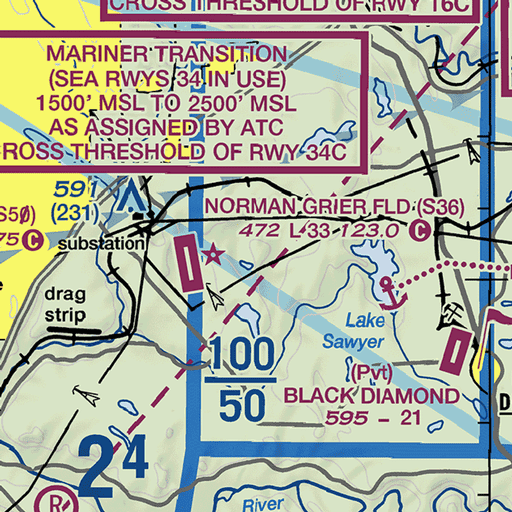 CROSS THRESHOLD OF RWY 16C
MARINER TRANSITION
(SEA RWYS 34 IN USE)
1500' MSL TO 2500' MSL
AS ASSIGNED BY ATC
CROSS THRESHOLD OF RWY 34C
591
(231)
S50)
75 C
substation
NORMAN GRIER FLD (S36)
472 L 33 123.0 C
drag
strip
Lake
Sawyer
100
50
(Pvt)
BLACK DIAMOND
595 - 21
24
R
River